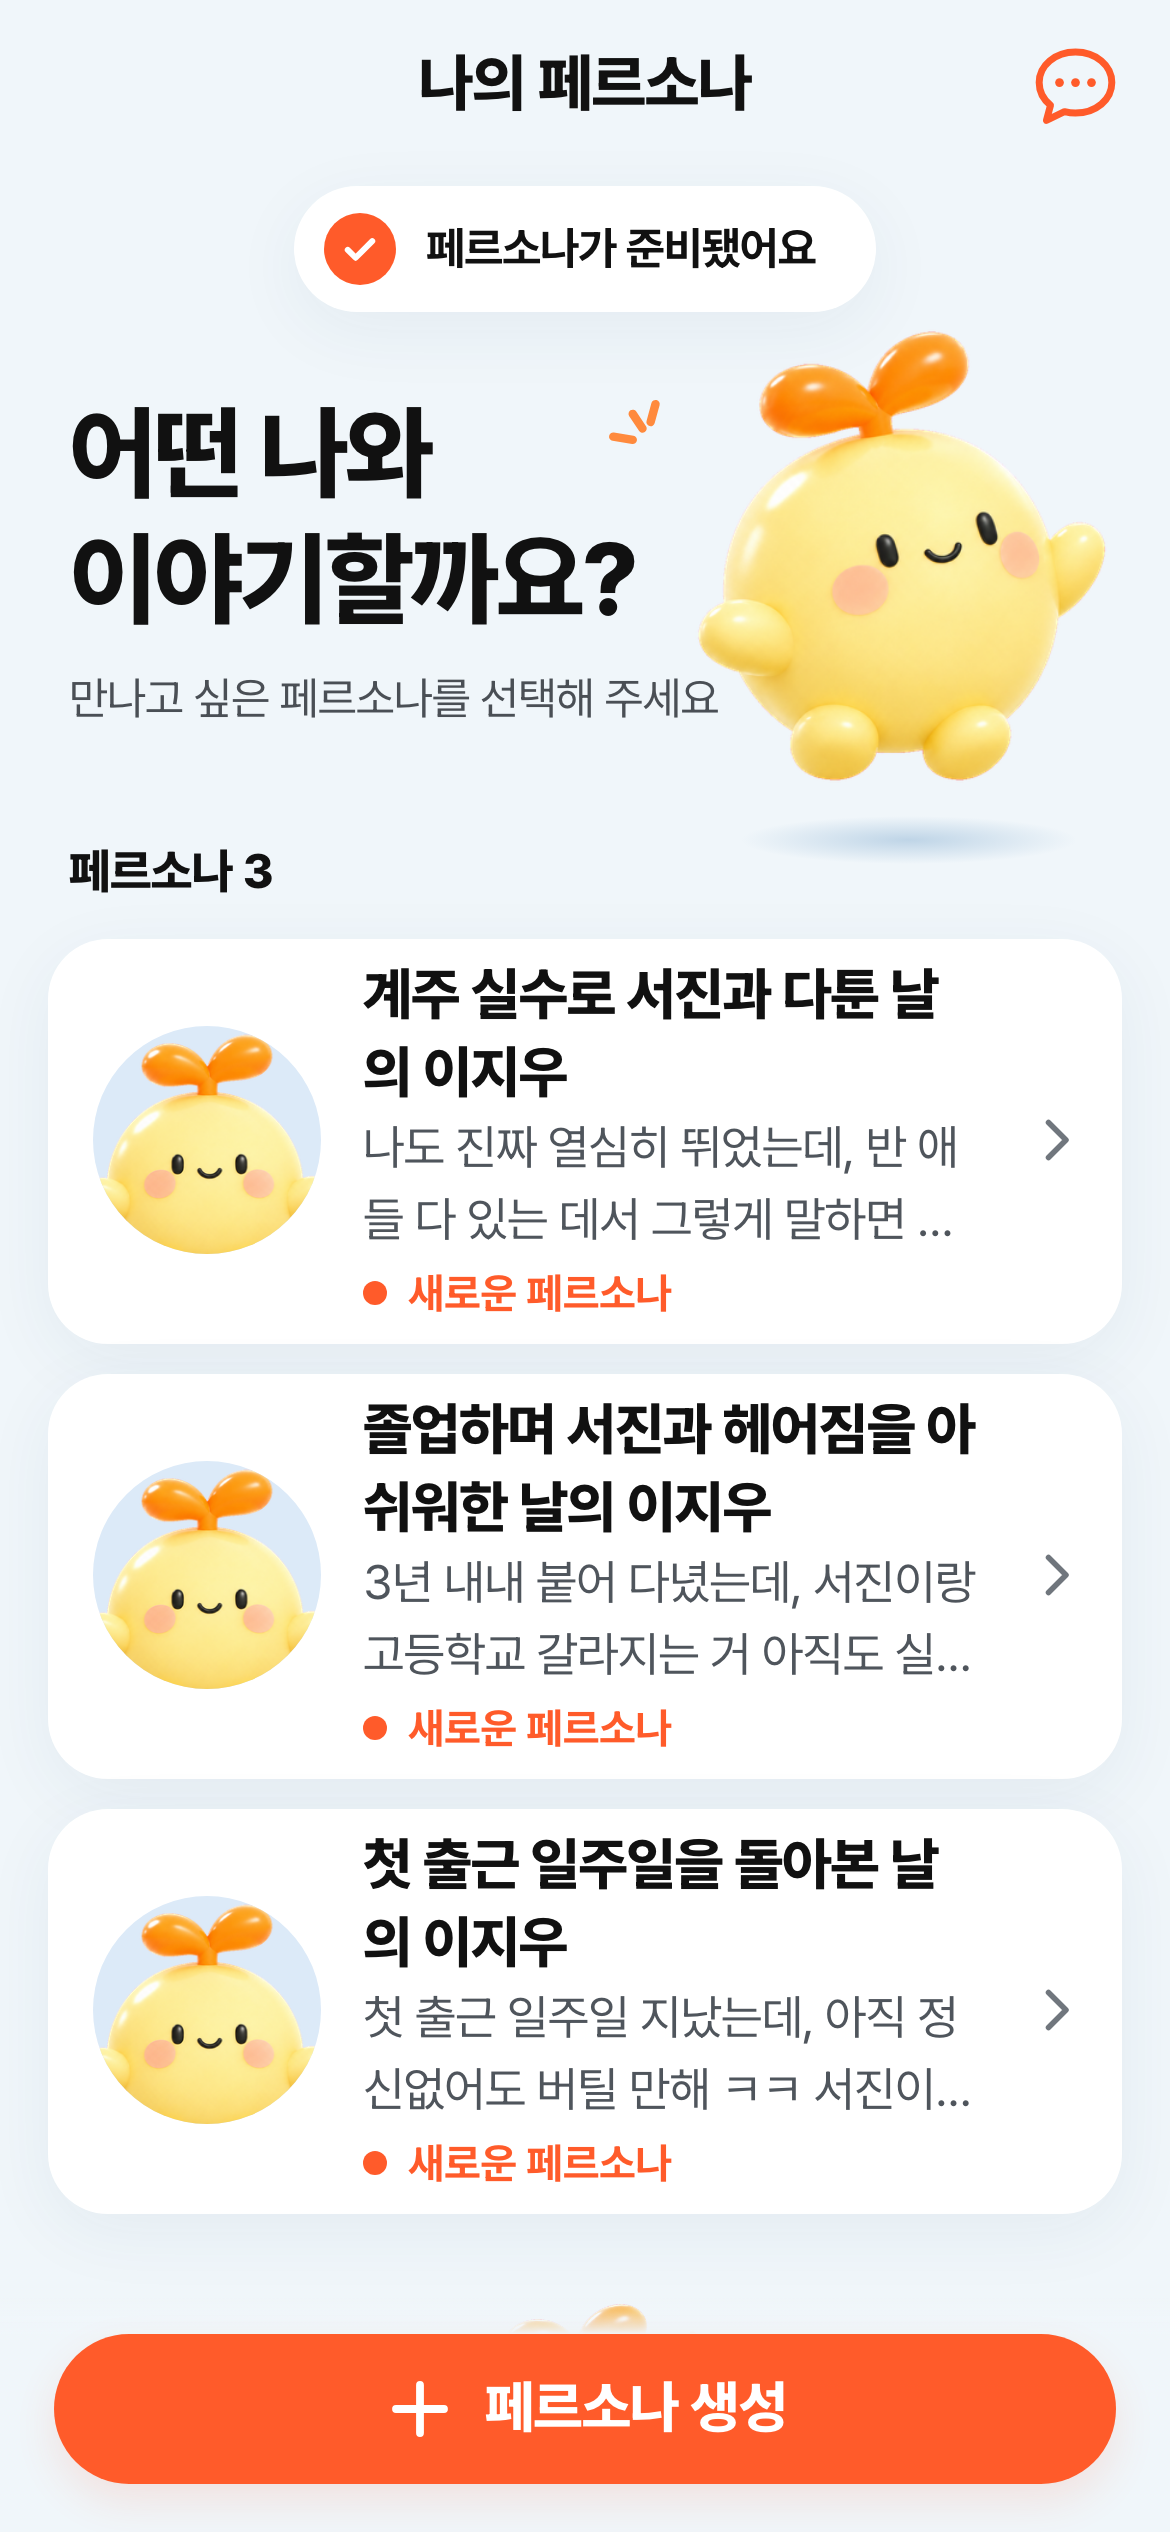 나의 페르소나
페르소나가 준비됐어요
어떤 나와
이야기할까요?
만나고 싶은 페르소나를 선택해 주세요
페르소나 3
계주 실수로 서진과 다툰 날
의 이지우
나도 진짜 열심히 뛰었는데, 반 애
들 다 있는 데서 그렇게 말하면 ...
새로운 페르소나
졸업하며 서진과 헤어짐을 아
쉬워한 날의 이지우
3년 내내 붙어 다녔는데, 서진이랑
고등학교 갈라지는 거 아직도 실...
새로운 페르소나
첫 출근 일주일을 돌아본 날
의 이지우
첫 출근 일주일 지났는데, 아직 정
신없어도 버틸 만해 ㅋㅋ 서진이...
새로운 페르소나
페르소나 생성